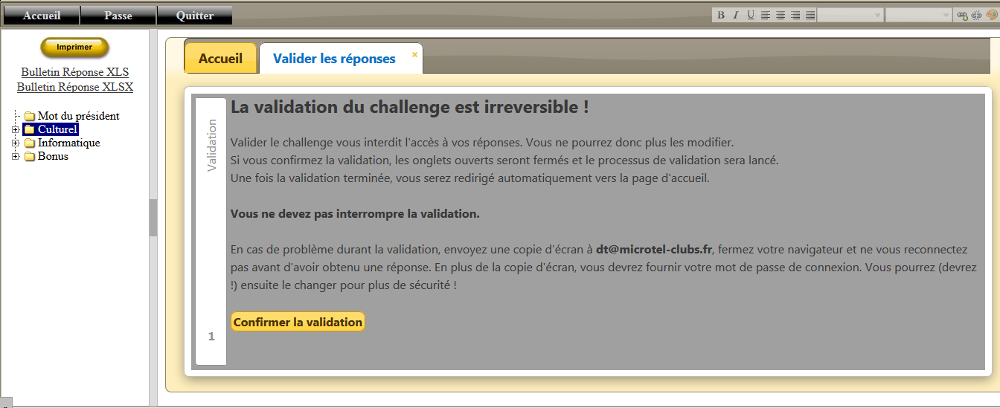 Accueil Passe Quitter B I U
Imprimer
Bulletin Réponse XLS
Bulletin Réponse XLSX
Mot du président
Culturel
Informatique
Bonus
Accueil Valider les réponses ×
Validation
1
La validation du challenge est irreversible !
Valider le challenge vous interdit l'accès à vos réponses. Vous ne pourrez donc plus les modifier.
Si vous confirmez la validation, les onglets ouverts seront fermés et le processus de validation sera lancé.
Une fois la validation terminée, vous serez redirigé automatiquement vers la page d'accueil.
Vous ne devez pas interrompre la validation.
En cas de problème durant la validation, envoyez une copie d'écran à dt@microtel-clubs.fr, fermez votre navigateur et ne vous reconnectez
pas avant d'avoir obtenu une réponse. En plus de la copie d'écran, vous devrez fournir votre mot de passe de connexion. Vous pourrez (devrez
!) ensuite le changer pour plus de sécurité !
Confirmer la validation